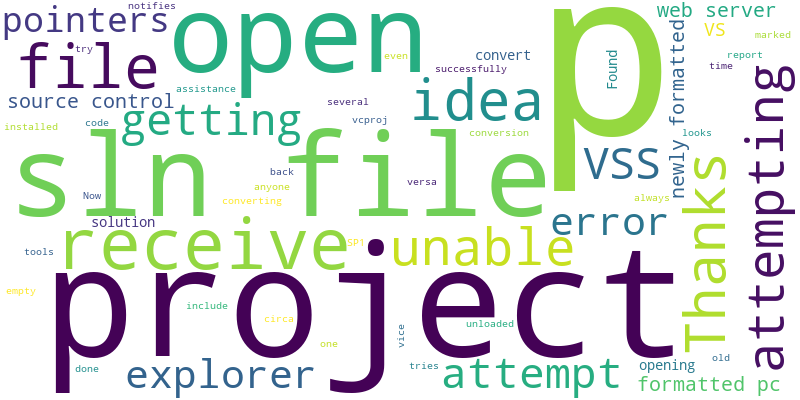 notifies
pointers
open
p
web server
VS
marked
file
try
even
convert
Found
newly formatted
report
time
successfully
source control
assistance
several
idea
attempting
installed
code
getting
vcproj
conversion
looks
sln file
VSS
Thanks
back
versa
Now
anyone
converting
always
solution
error
receive
SP1
unable
tools
project
empty
include
circa
one
unloaded
vice
done
explorer
tries
attempt
opening
old
formatted pc